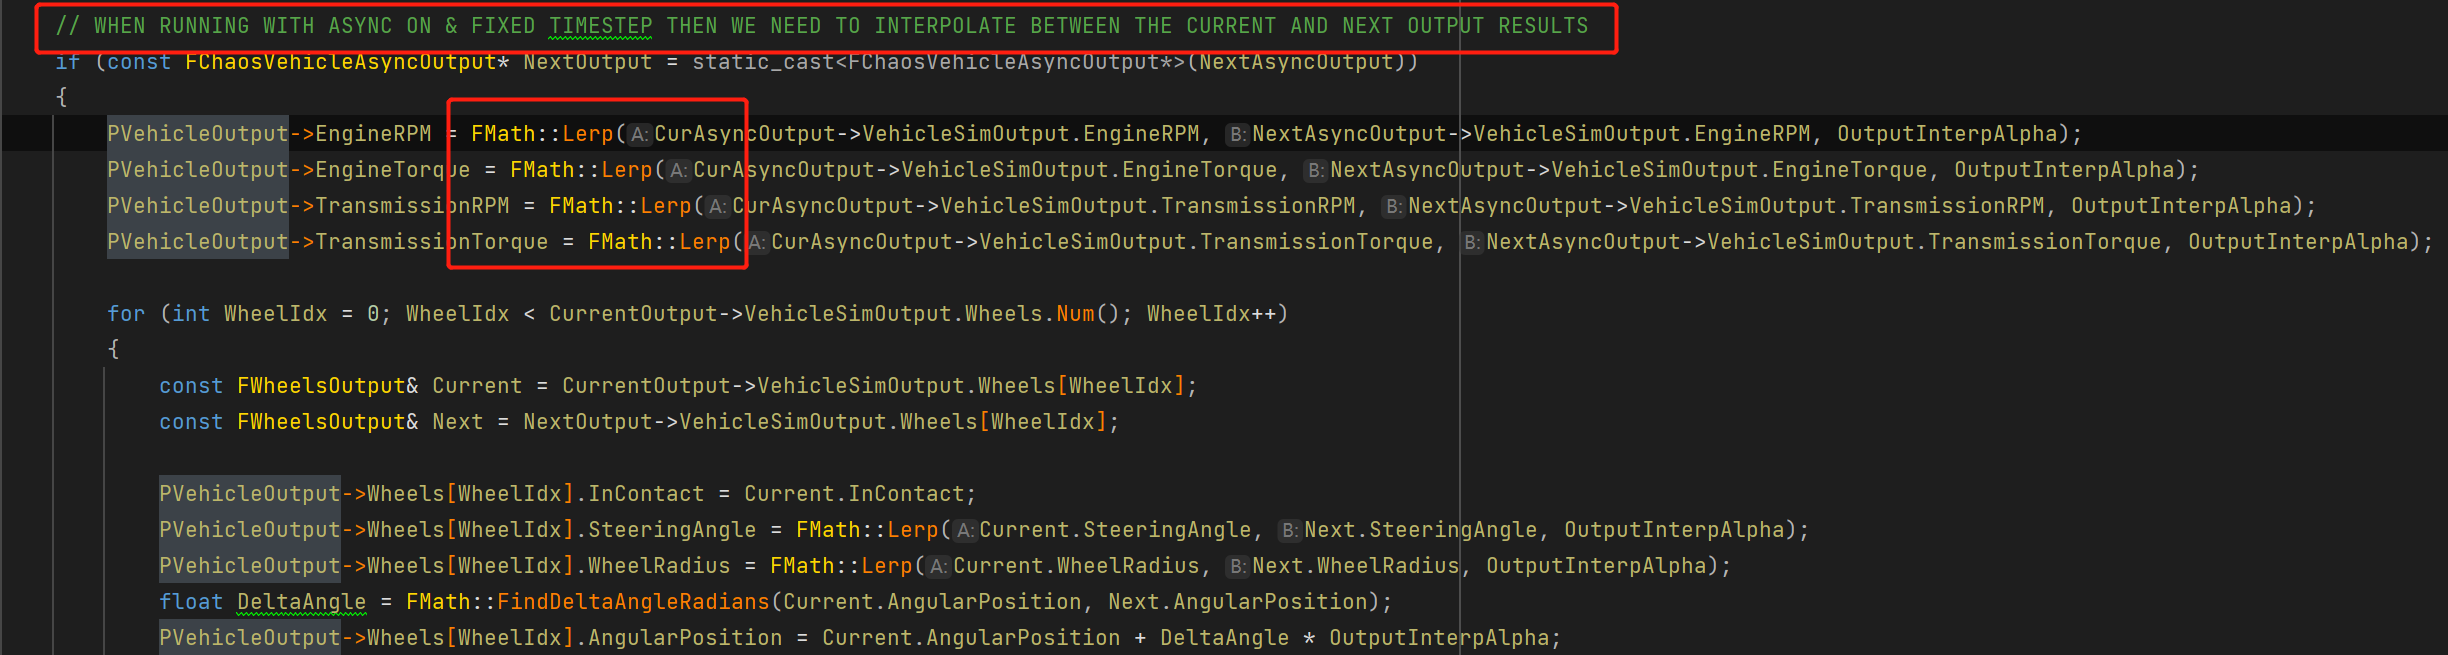 // WHEN RUNNING WITH ASYNC ON & FIXED TIMESTEP THEN WE NEED TO INTERPOLATE BETWEEN THE CURRENT AND NEXT OUTPUT RESULTS
if (const FChaosVehicleAsyncOutput* NextOutput = static_cast<FChaosVehicleAsyncOutput*>(NextAsyncOutput))
{
PVehicleOutput->EngineRPM = FMath::Lerp(A:CurAsyncOutput->VehicleSimOutput.EngineRPM, B:NextAsyncOutput->VehicleSimOutput.EngineRPM, OutputInterpAlpha);
PVehicleOutput->EngineTorque = FMath::Lerp(A:CurAsyncOutput->VehicleSimOutput.EngineTorque, B:NextAsyncOutput->VehicleSimOutput.EngineTorque, OutputInterpAlpha);
PVehicleOutput->TransmissionRPM = FMath::Lerp(A:CurAsyncOutput->VehicleSimOutput.TransmissionRPM, B:NextAsyncOutput->VehicleSimOutput.TransmissionRPM, OutputInterpAlpha);
PVehicleOutput->TransmissionTorque = FMath::Lerp(A:CurAsyncOutput->VehicleSimOutput.TransmissionTorque, B:NextAsyncOutput->VehicleSimOutput.TransmissionTorque, OutputInterpAlpha);
for (int WheelIdx = 0; WheelIdx < CurrentOutput->VehicleSimOutput.Wheels.Num(); WheelIdx++)
{
const FWheelsOutput& Current = CurrentOutput->VehicleSimOutput.Wheels[WheelIdx];
const FWheelsOutput& Next = NextOutput->VehicleSimOutput.Wheels[WheelIdx];
PVehicleOutput->Wheels[WheelIdx].InContact = Current.InContact;
PVehicleOutput->Wheels[WheelIdx].SteeringAngle = FMath::Lerp(A:Current.SteeringAngle, B:Next.SteeringAngle, OutputInterpAlpha);
PVehicleOutput->Wheels[WheelIdx].WheelRadius = FMath::Lerp(A:Current.WheelRadius, B:Next.WheelRadius, OutputInterpAlpha);
float DeltaAngle = FMath::FindDeltaAngleRadians(Current.AngularPosition, Next.AngularPosition);
PVehicleOutput->Wheels[WheelIdx].AngularPosition = Current.AngularPosition + DeltaAngle * OutputInterpAlpha;